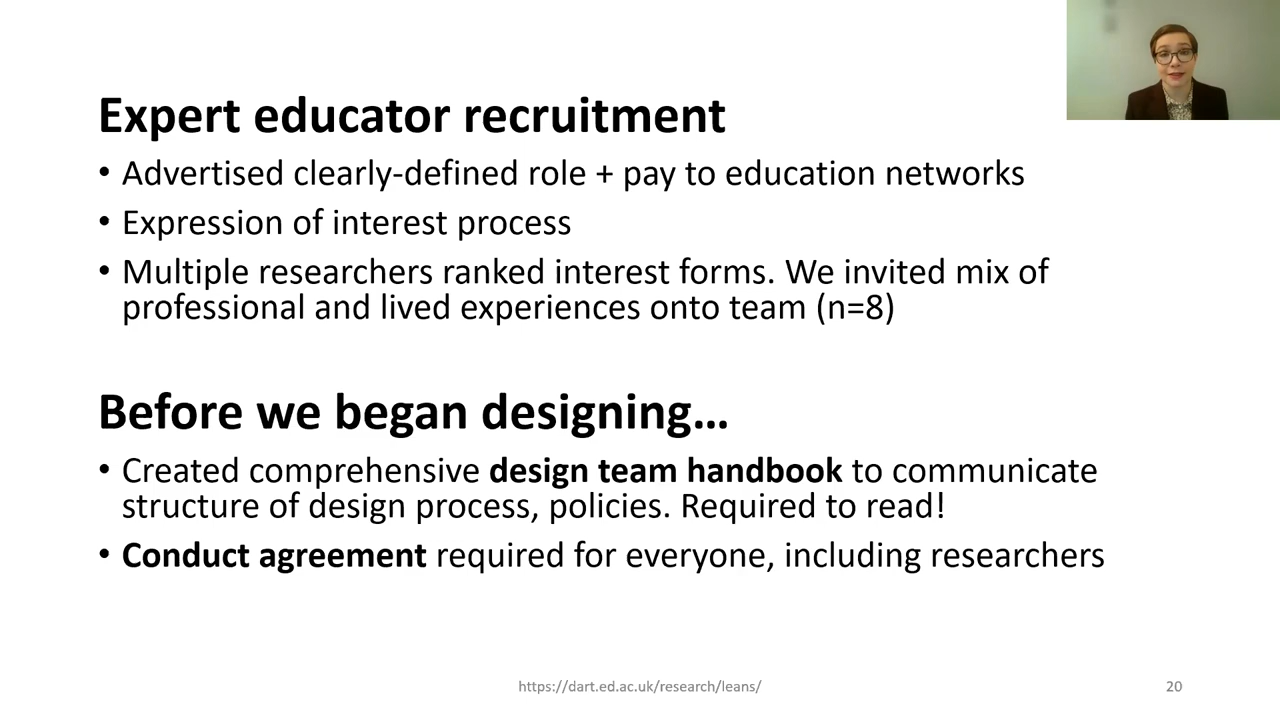 Expert educator recruitment
• Advertised clearly-defined role + pay to education networks
• Expression of interest process
• Multiple researchers ranked interest forms. We invited mix of
professional and lived experiences onto team (n=8)
Before we began designing…
• Created comprehensive design team handbook to communicate
structure of design process, policies. Required to read!
• Conduct agreement required for everyone, including researchers
https://dart.ed.ac.uk/research/leans/
20